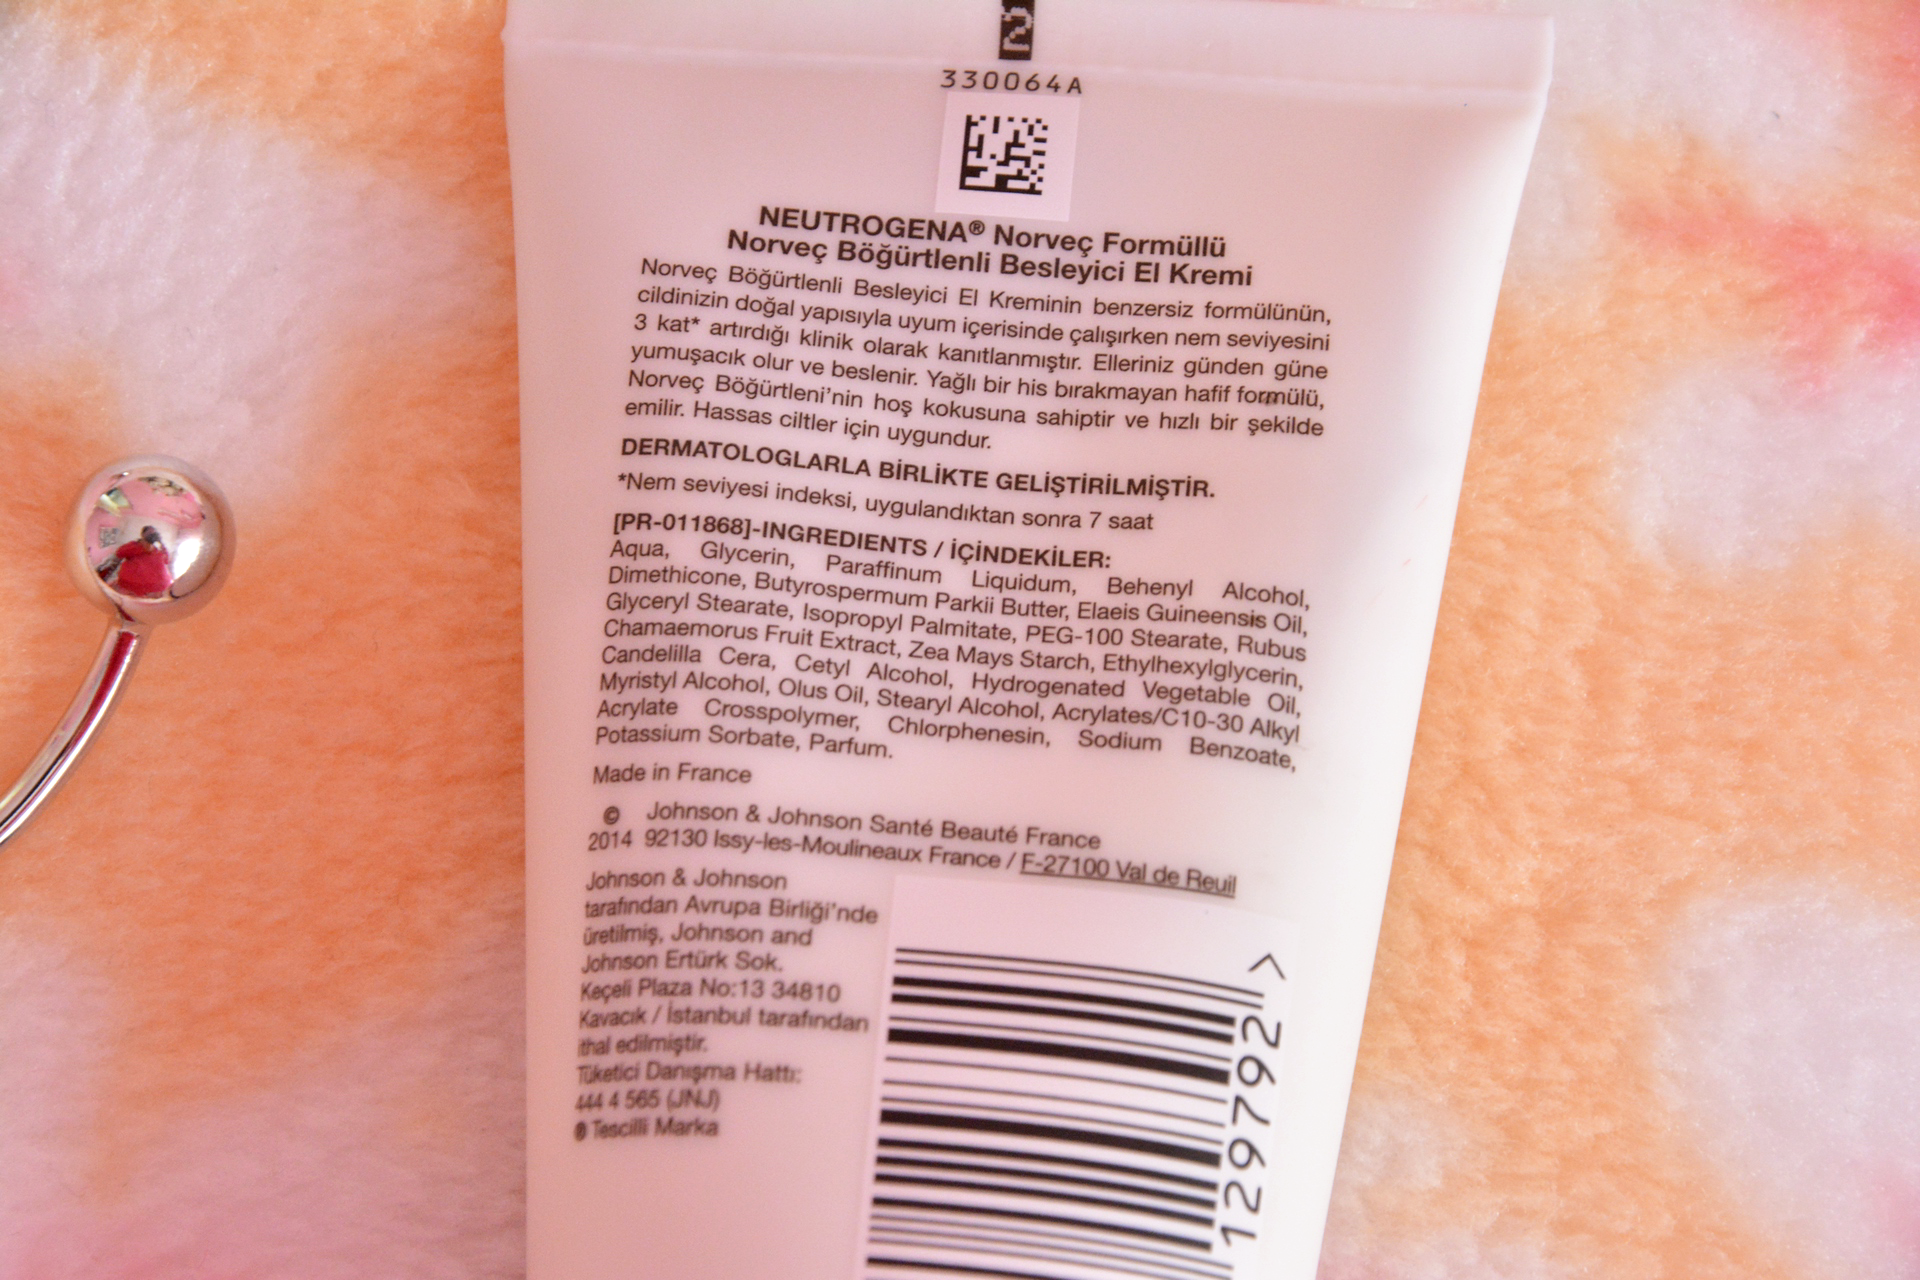 330064A
NEUTROGENA® Norveç Formüllü
Norveç Böğürtlenli Besleyici El Kremi
Norveç Böğürtlenli Besleyici El Kreminin benzersiz formülünün,
cildinizin doğal yapısıyla uyum içerisinde çalışırken nem seviyesini
3 kat* artırdığı klinik olarak kanıtlanmıştır. Elleriniz günden güne
yumuşacık olur ve beslenir. Yağlı bir his bırakmayan hafif formülü,
Norveç Böğürtleni'nin hoş kokusuna sahiptir ve hızlı bir şekilde
emilir. Hassas ciltler için uygundur.
DERMATOLOGLARLA BİRLİKTE GELİŞTİRİLMİŞTİR.
*Nem seviyesi indeksi, uygulandıktan sonra 7 saat
[PR-011868]-INGREDIENTS / İÇİNDEKİLER:
Aqua, Glycerin, Paraffinum Liquidum, Behenyl Alcohol,
Dimethicone, Butyrospermum Parkii Butter, Elaeis Guineensis Oil,
Glyceryl Stearate, Isopropyl Palmitate, PEG-100 Stearate, Rubus
Chamaemorus Fruit Extract, Zea Mays Starch, Ethylhexylglycerin,
Candelilla Cera, Cetyl Alcohol, Hydrogenated Vegetable Oil,
Myristyl Alcohol, Olus Oil, Stearyl Alcohol, Acrylates/C10-30 Alkyl
Acrylate Crosspolymer, Chlorphenesin, Sodium Benzoate,
Potassium Sorbate, Parfum.
Made in France
© Johnson & Johnson Santé Beauté France
2014 92130 Issy-les-Moulineaux France / F-27100 Val de Reuil
Johnson & Johnson
tarafından Avrupa Birliği'nde
üretilmiş, Johnson and
Johnson Ertürk Sok.
Keçeli Plaza No:13 34810
Kavacık / İstanbul tarafından
ithal edilmiştir.
Tüketici Danışma Hattı:
444 4 565 (JNJ)
® Tescilli Marka
129792 >